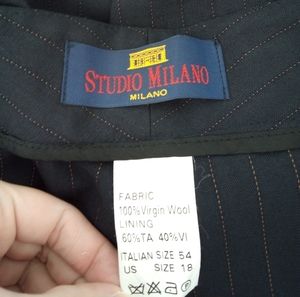 STUDIO MILANO
MILANO
FABRIC
100%Virgin Wool
LINING
60%TA 40%VI
ITALIAN SIZE 54
US SIZE 18